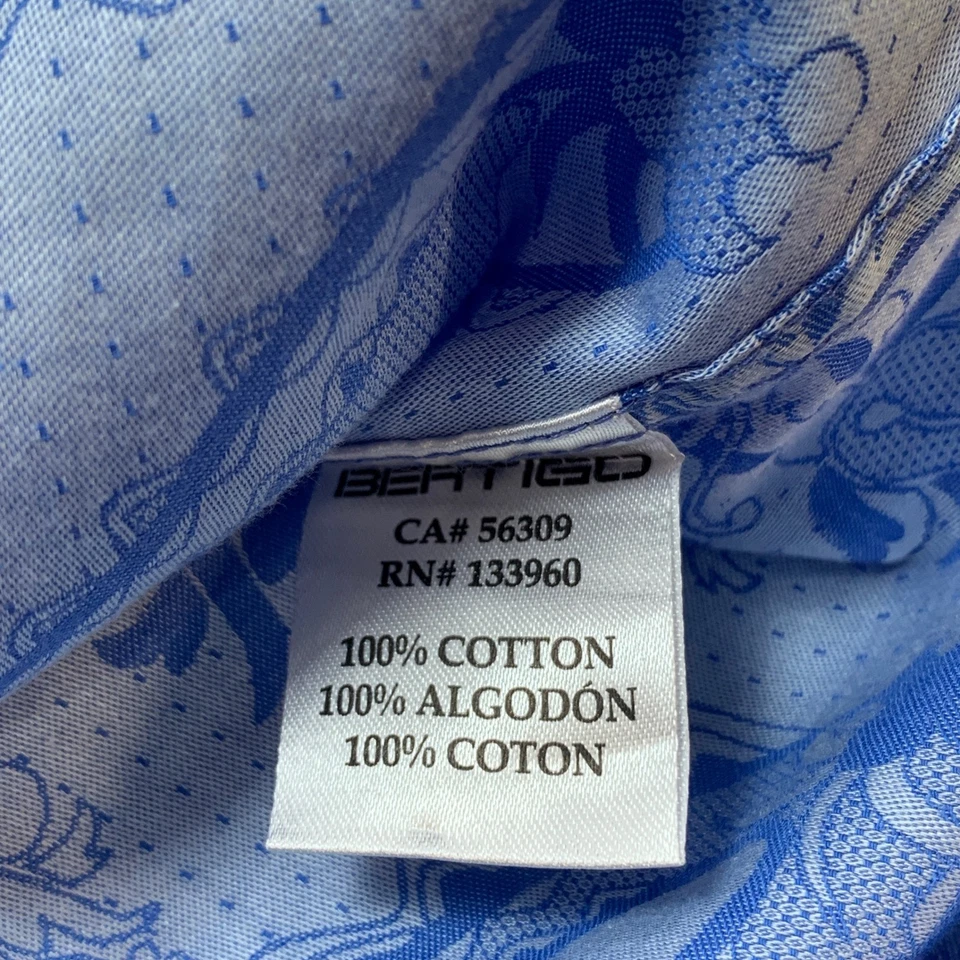 BERTIGO
CA# 56309
RN# 133960
100% COTTON
100% ALGODÓN
100% COTON